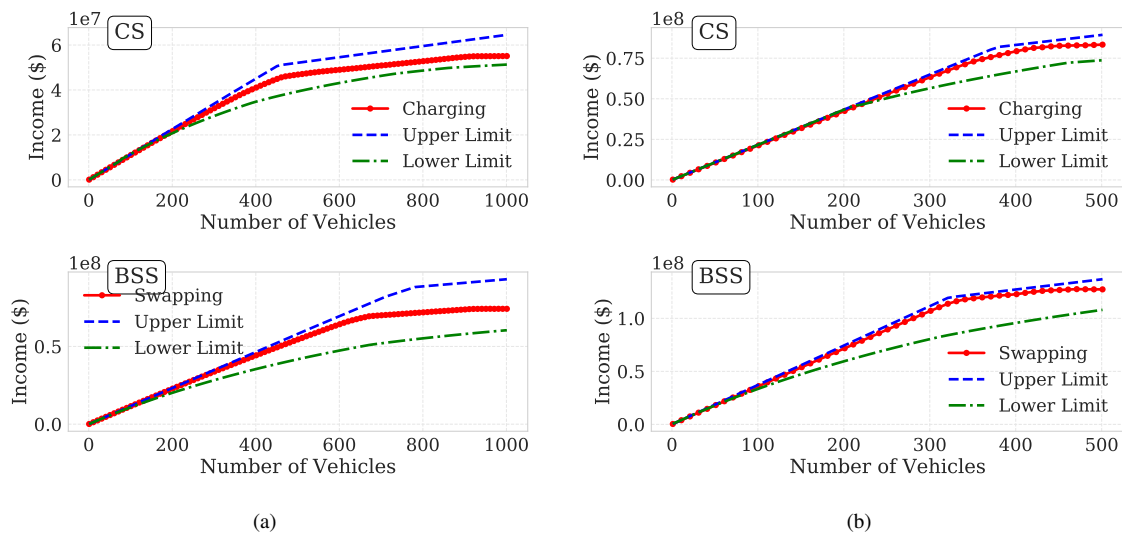 1e7
CS
Income ($)
6
4
2
0
Charging
Upper Limit
Lower Limit
0 200 400 600 800 1000
Number of Vehicles
1e8
CS
Income ($)
0.75
0.50
0.25
0.00
Charging
Upper Limit
Lower Limit
0 100 200 300 400 500
Number of Vehicles
1e8
BSS
Income ($)
0.5
0.0
Swapping
Upper Limit
Lower Limit
0 200 400 600 800 1000
Number of Vehicles
1e8
BSS
Income ($)
1.0
0.5
0.0
Swapping
Upper Limit
Lower Limit
0 100 200 300 400 500
Number of Vehicles
(a)
(b)